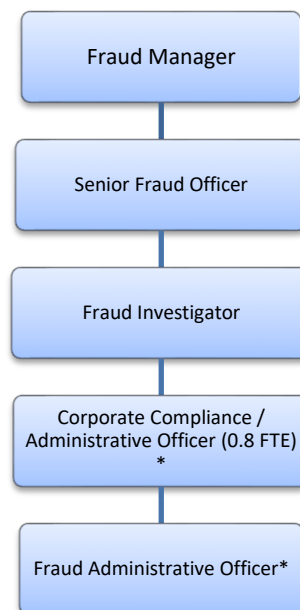 Fraud Manager
Senior Fraud Officer
Fraud Investigator
Corporate Compliance /
Administrative Officer (0.8 FTE)
*
Fraud Administrative Officer*